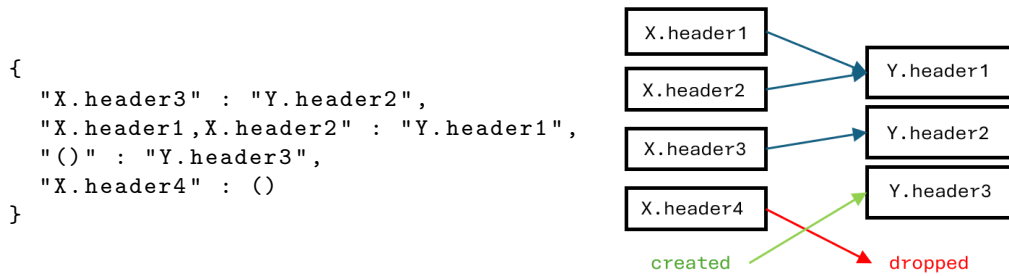 {
"X.header3" : "Y.header2",
"X.header1,X.header2" : "Y.header1",
"()" : "Y.header3",
"X.header4" : ()
}
X.header1
X.header2
X.header3
X.header4
created
Y.header1
Y.header2
Y.header3
dropped